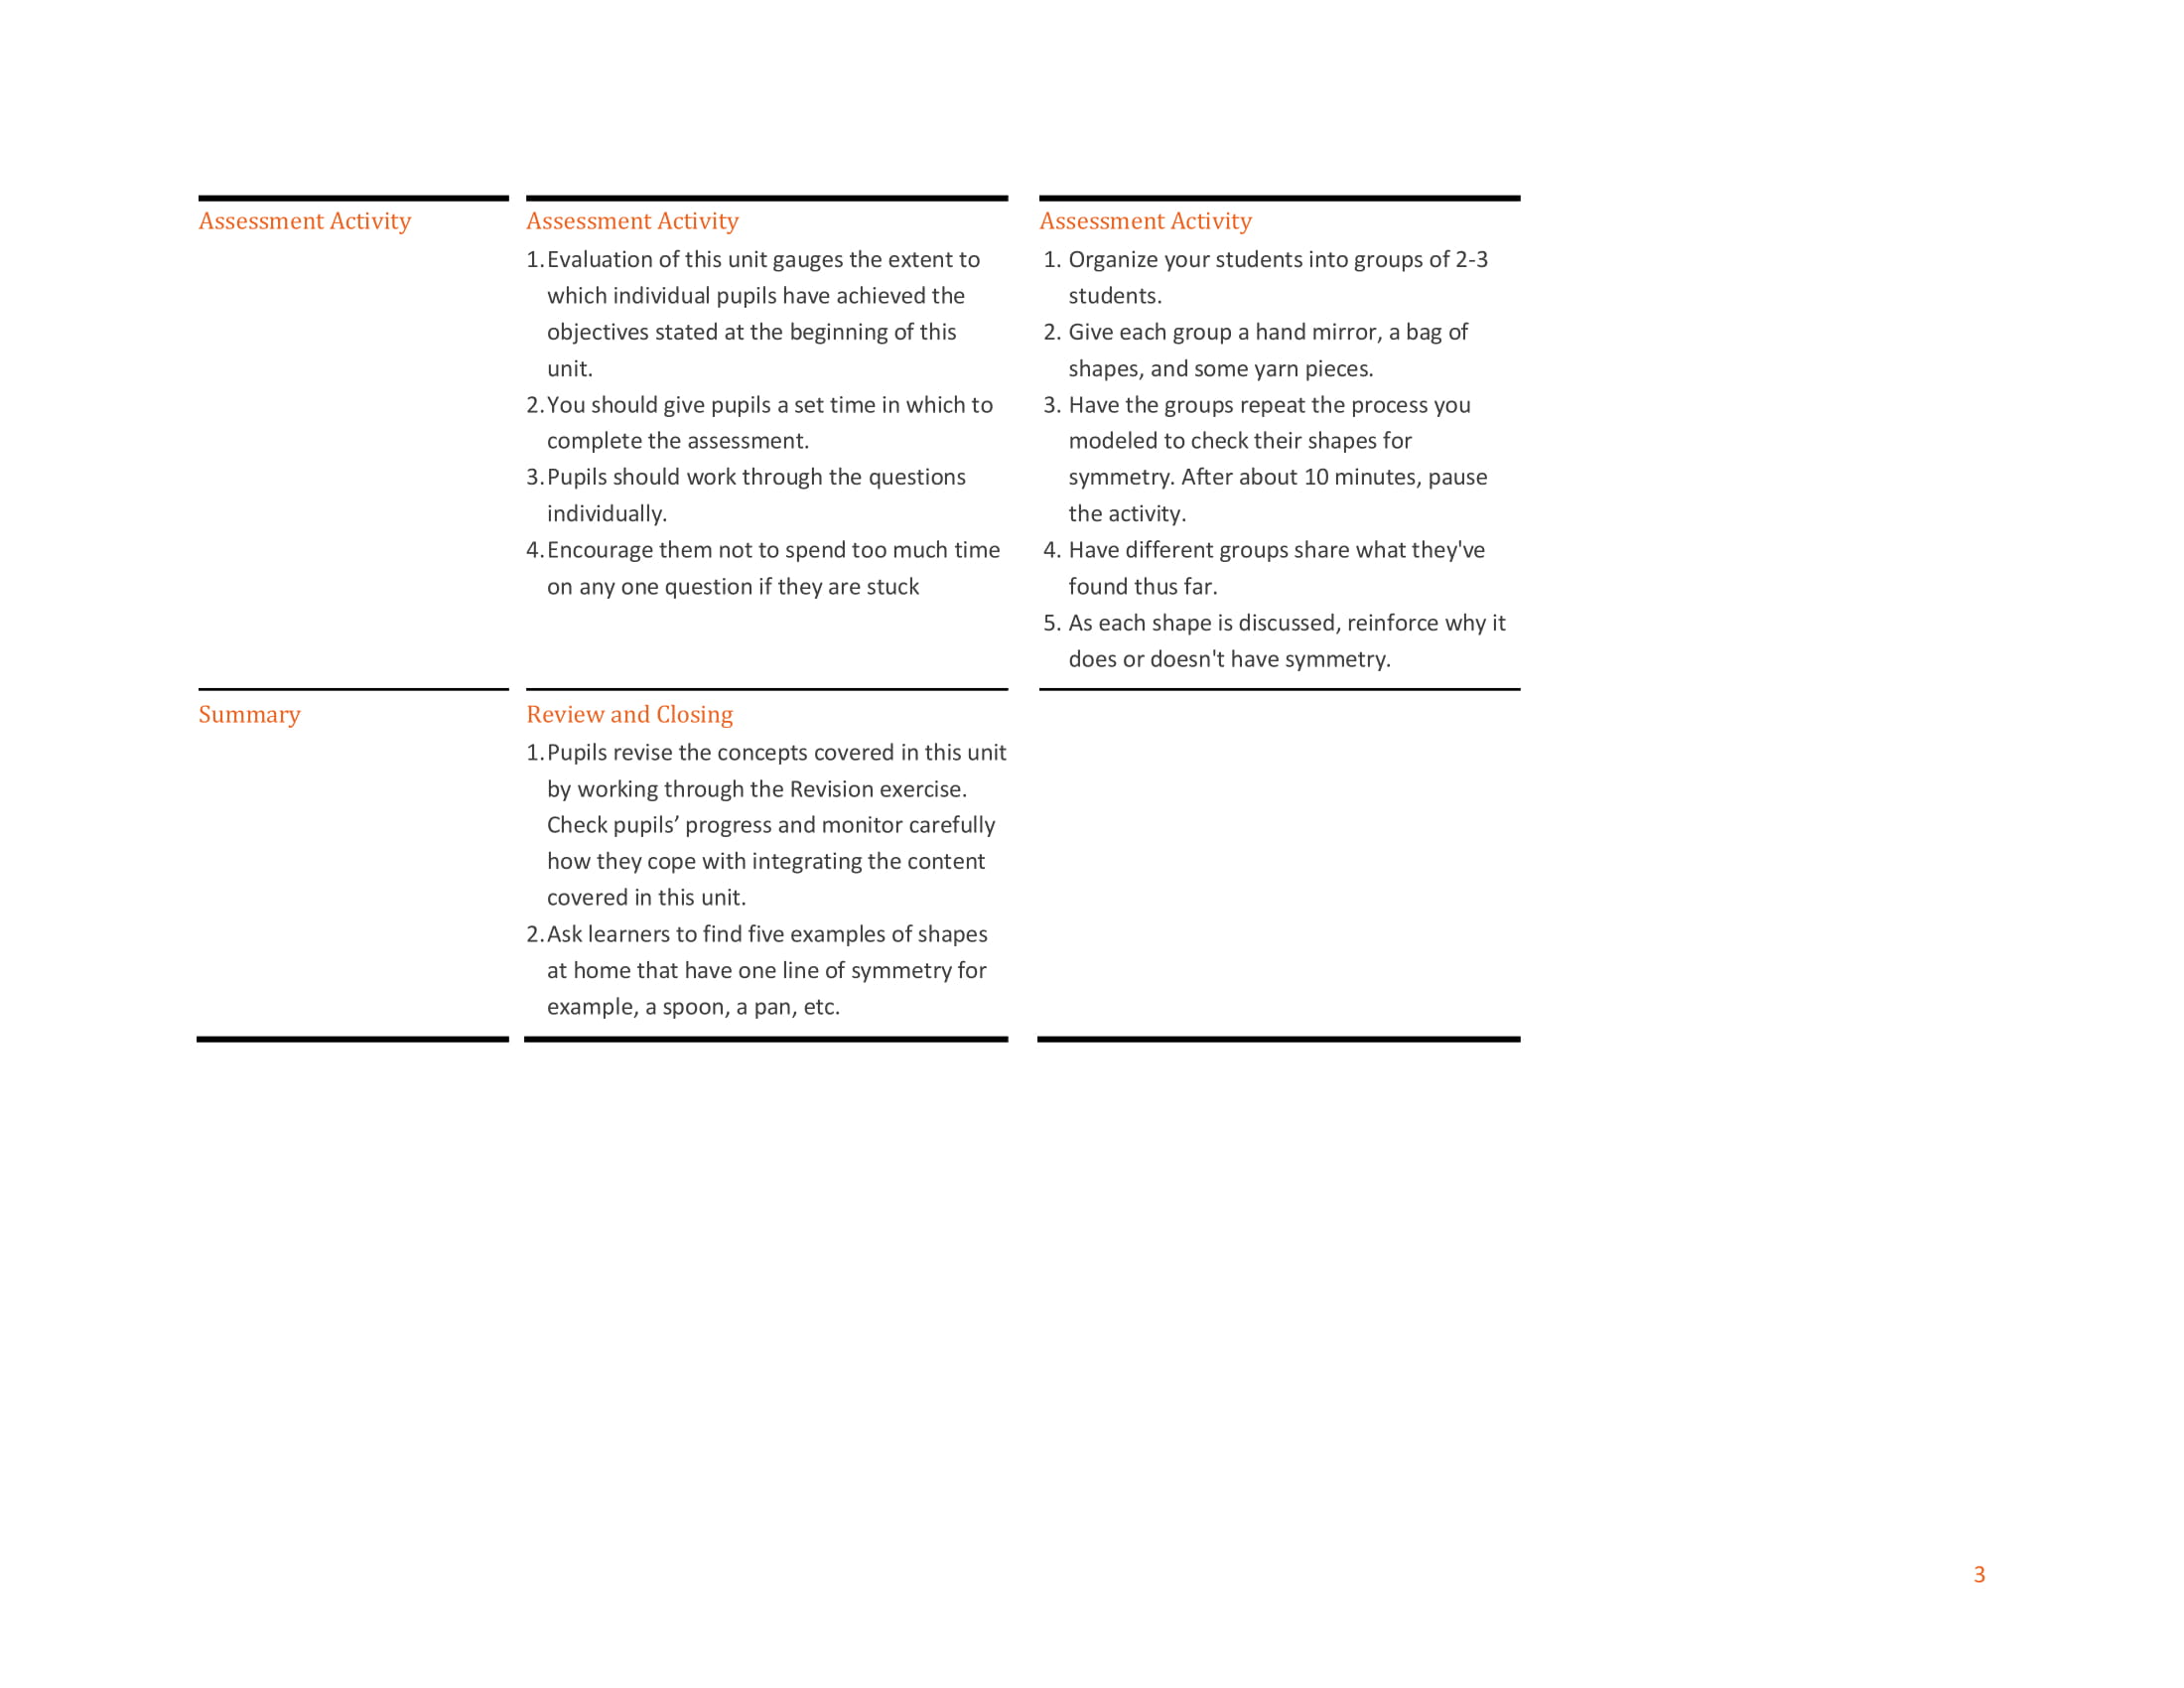 Assessment Activity
Assessment Activity
1.Evaluation of this unit gauges the extent to
which individual pupils have achieved the
objectives stated at the beginning of this
unit.
2.You should give pupils a set time in which to
complete the assessment.
3.Pupils should work through the questions
individually.
4.Encourage them not to spend too much time
on any one question if they are stuck
Assessment Activity
1. Organize your students into groups of 2-3
students.
2. Give each group a hand mirror, a bag of
shapes, and some yarn pieces.
3. Have the groups repeat the process you
modeled to check their shapes for
symmetry. After about 10 minutes, pause
the activity.
4. Have different groups share what they've
found thus far.
5. As each shape is discussed, reinforce why it
does or doesn't have symmetry.
Summary
Review and Closing
1.Pupils revise the concepts covered in this unit
by working through the Revision exercise.
Check pupils’ progress and monitor carefully
how they cope with integrating the content
covered in this unit.
2.Ask learners to find five examples of shapes
at home that have one line of symmetry for
example, a spoon, a pan, etc.
3